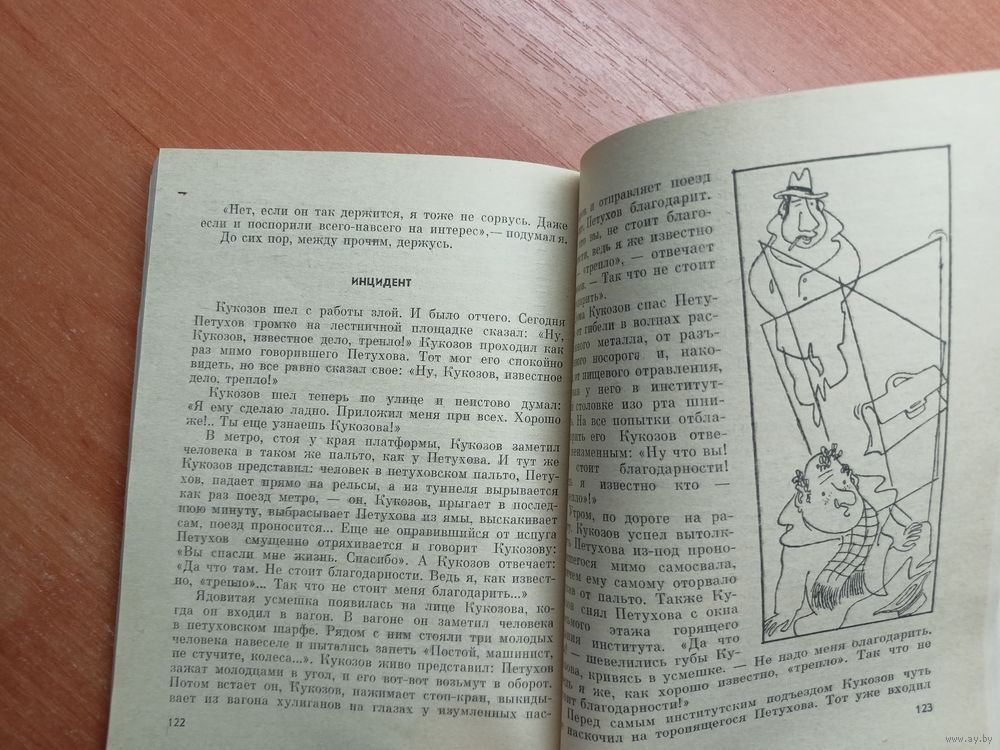 «Нет, если он так держится, я тоже не сорвусь. Даже
если и поспорили всего-навсего на интерес»,— подумал я.
До сих пор, между прочим, держусь.
ИНЦИДЕНТ
Кукозов шел с работы злой. И было отчего. Сегодня
Петухов громко на лестничной площадке сказал: «Ну,
Кукозов, известное дело, трепло!» Кукозов проходил как
раз мимо говорившего Петухова. Тот мог его спокойно
видеть, но все равно сказал свое: «Ну, Кукозов, известное
дело, трепло!»
Кукозов шел теперь по улице и неистово думал:
«Я ему сделаю ладно. Приложил меня при всех. Хорошо
же!.. Ты еще узнаешь Кукозова!»
В метро, стоя у края платформы, Кукозов заметил
человека в таком же пальто, как у Петухова. И тут же
Кукозов представил: человек в петуховском пальто, Пету-
хов, падает прямо на рельсы, а из туннеля вырывается
как раз поезд метро, — он, Кукозов, прыгает в послед-
нюю минуту, выбрасывает Петухова из ямы, выскакивает
сам, поезд проносится... Еще не оправившийся от испуга
Петухов смущенно отряхивается и говорит Кукозову:
«Вы спасли мне жизнь. Спасибо». А Кукозов отвечает:
«Да что там. Не стоит благодарности. Ведь я, как извест-
но, «трепло»... Так что не стоит меня благодарить...»
Ядовитая усмешка появилась на лице Кукозова, ко-
гда он входил в вагон. В вагоне он заметил человека
в петуховском шарфе. Рядом с ним стояли три молодых
человека навеселе и пытались запеть «Постой, машинист,
не стучите, колеса...». Кукозов живо представил: Петухов
зажат молодцами в угол, и его вот-вот возьмут в оборот.
Потом встает он, Кукозов, нажимает стоп-кран, выкиды-
вает из вагона хулиганов на глазах у изумленных пас-
122
и отправляет поезд
Петухов благодарит.
вы, не стоит благо-
ведь я же известно
«трепло», — отвечает
— Так что не стоит
Кукозов спас Пету-
от гибели в волнах рас-
металла, от разъ-
носорога и, нако-
пищевого отравления,
у него в институт-
столовке изо рта шни-
На все попытки отбла-
его Кукозов отве-
неизменным: «Ну что вы!
стоит благодарности!
я известно кто —
Утром, по дороге на ра-
Кукозов успел вытолк-
Петухова из-под проно-
мимо самосвала,
ему самому оторвало
от пальто. Также Ку-
снял Петухова с окна
этажа горящего
института. «Да что
— шевелились губы Ку-
кривясь в усмешке. — Не надо меня благодарить.
я же, как хорошо известно, «трепло». Так что не
благодарности!»
Перед самым институтским подъездом Кукозов чуть
наскочил на торопящегося Петухова. Тот уже входил
123
www.ay.by